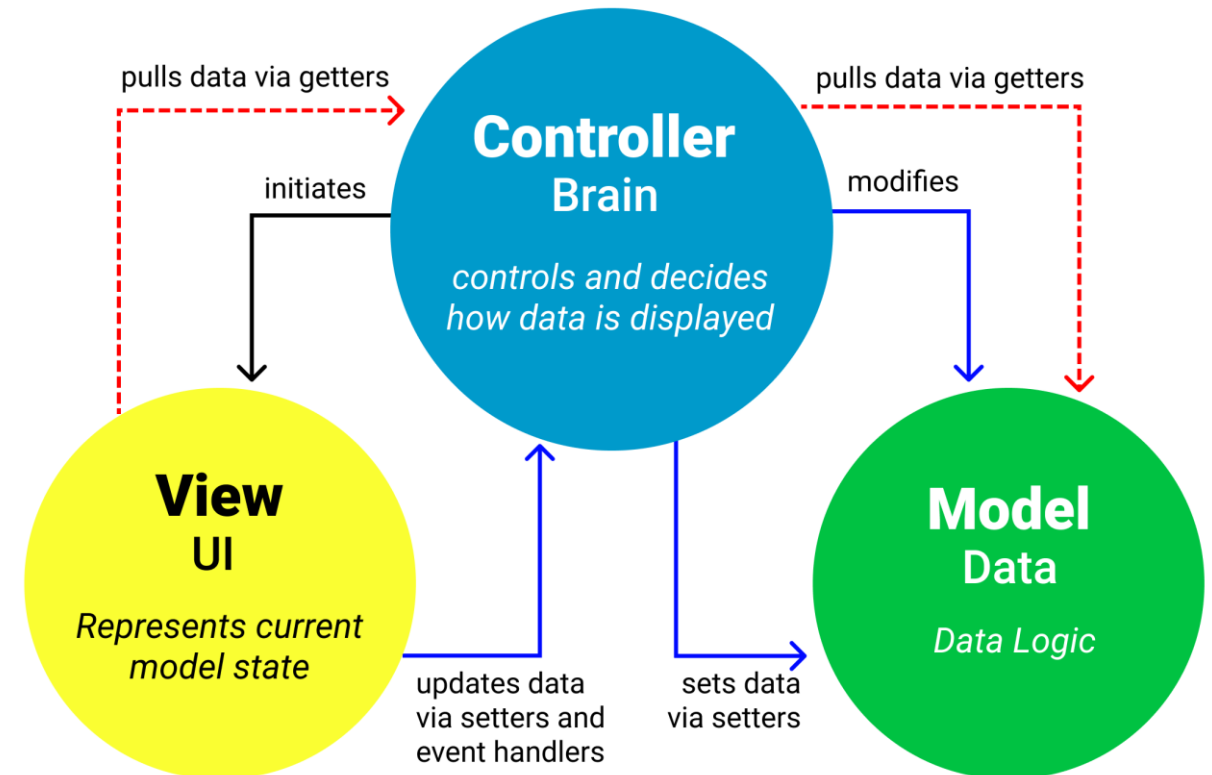 pulls data via getters
pulls data via getters
Controller
Brain
controls and decides
how data is displayed
initiates
modifies
View
UI
Represents current
model state
Model
Data
Data Logic
updates data
via setters and
event handlers
sets data
via setters